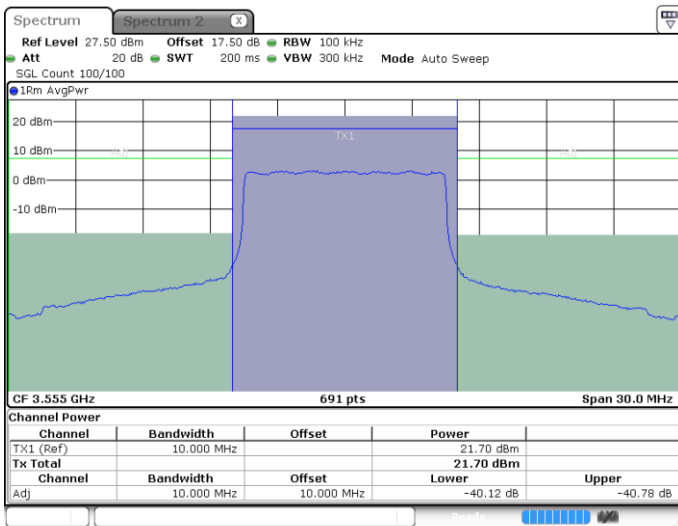 Spectrum Spectrum 2 X
Ref Level 27.50 dBm Offset 17.50 dB RBW 100 kHz
Att 20 dB SWT 200 ms VBW 300 kHz Mode Auto Sweep
SGL Count 100/100
1Rm AvgPwr
20 dBm
TX1
10 dBm
Adj Adj
0 dBm
-10 dBm
CF 3.555 GHz 691 pts Span 30.0 MHz
Channel Power
Channel Bandwidth Offset Power
TX1 (Ref) 10.000 MHz 21.70 dBm
Tx Total 21.70 dBm
Channel Bandwidth Offset Lower Upper
Adj 10.000 MHz 10.000 MHz -40.12 dB -40.78 dB
Ready